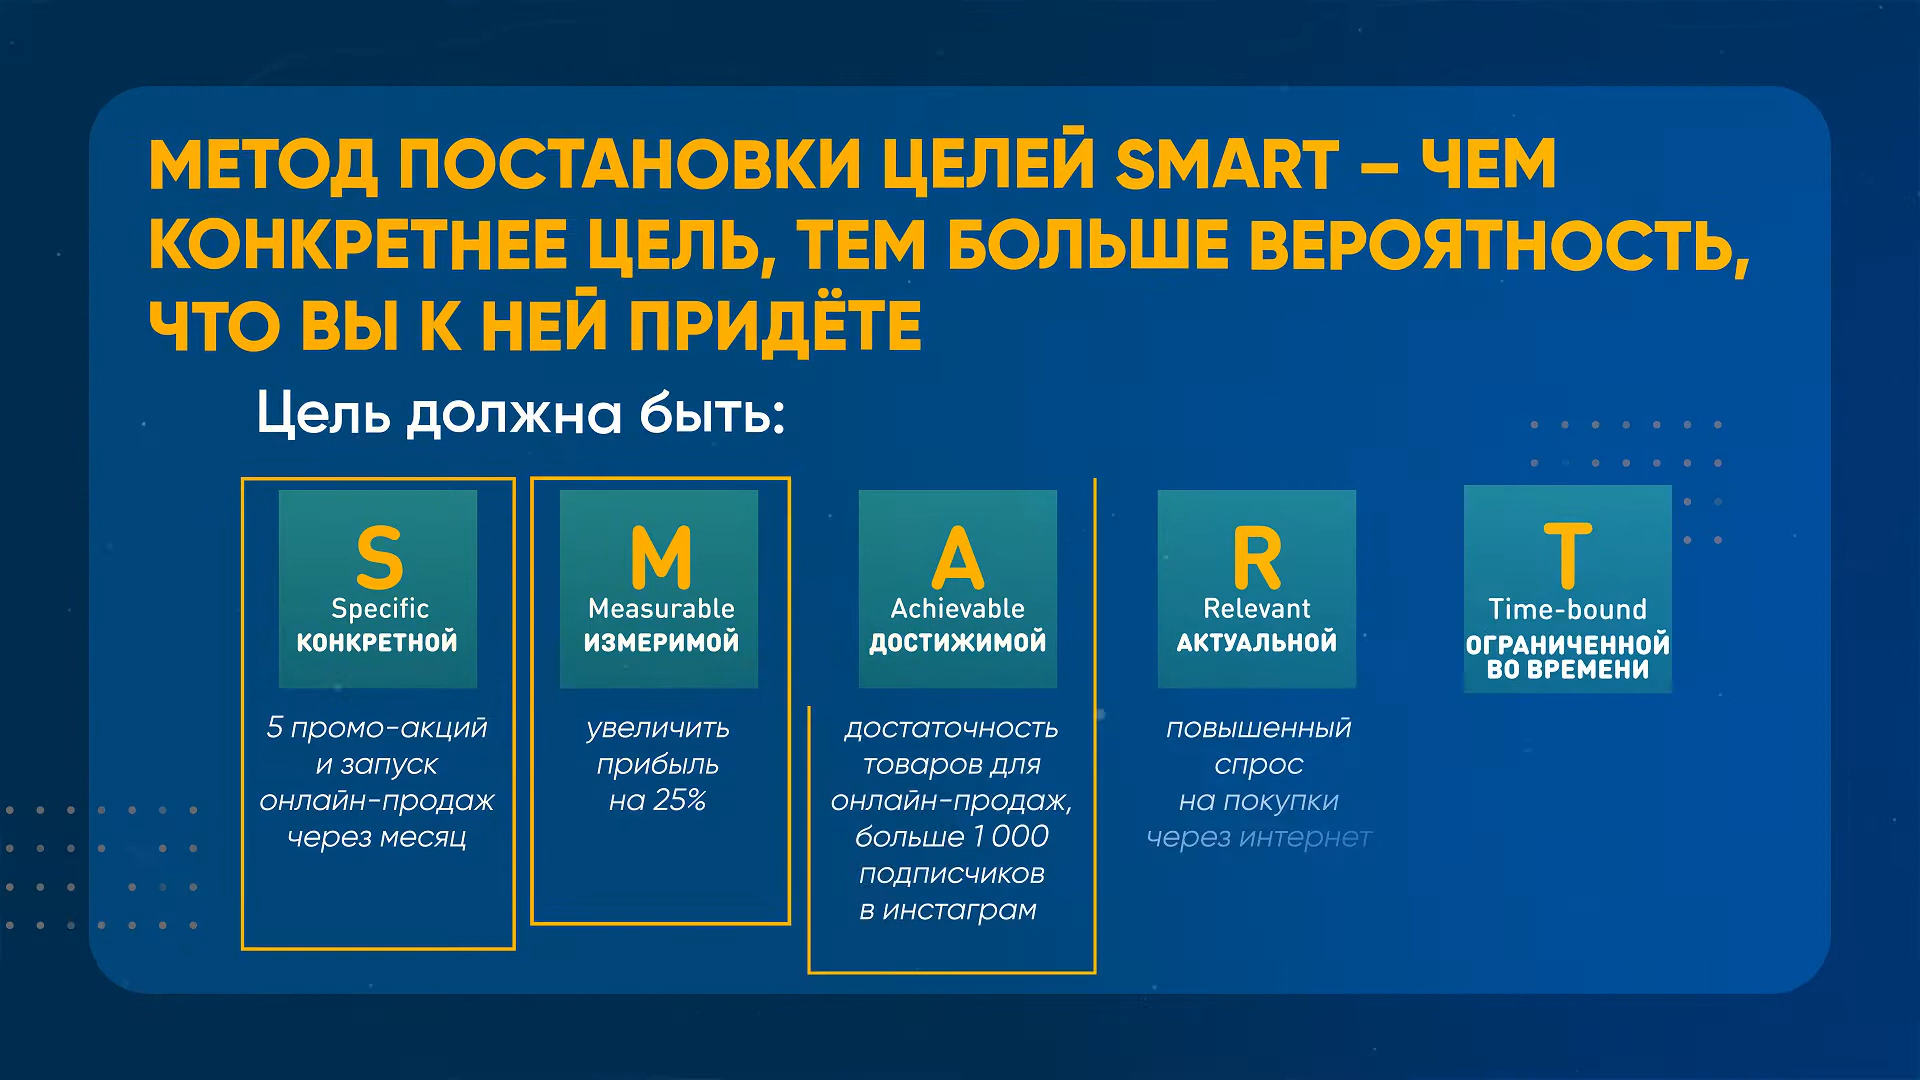 МЕТОД ПОСТАНОВКИ ЦЕЛЕЙ SMART – ЧЕМ
КОНКРЕТНЕЕ ЦЕЛЬ, ТЕМ БОЛЬШЕ ВЕРОЯТНОСТЬ,
ЧТО ВЫ К НЕЙ ПРИДЁТЕ
Цель должна быть:
S
Specific
КОНКРЕТНОЙ
5 промо-акций
и запуск
онлайн-продаж
через месяц
M
Measurable
ИЗМЕРИМОЙ
увеличить
прибыль
на 25%
A
Achievable
ДОСТИЖИМОЙ
достаточность
товаров для
онлайн-продаж,
больше 1 000
подписчиков
в инстаграм
R
Relevant
АКТУАЛЬНОЙ
повышенный
спрос
на покупки
через интернет
T
Time-bound
ОГРАНИЧЕННОЙ
ВО ВРЕМЕНИ